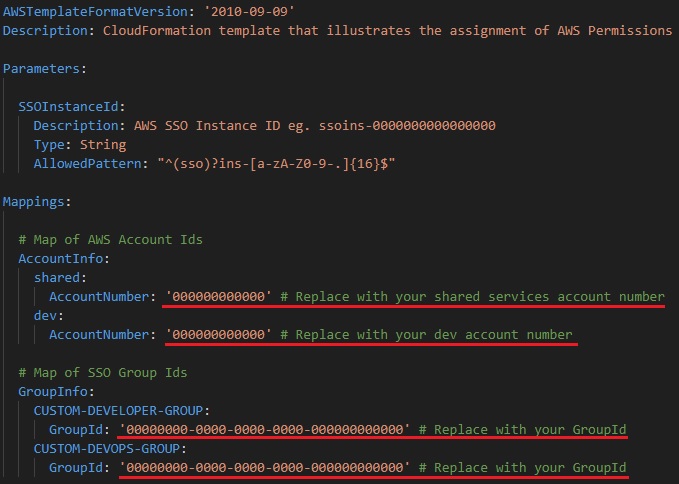 AWSTemplateFormatVersion: '2010-09-09'
Description: CloudFormation template that illustrates the assignment of AWS Permissions
Parameters:
SSOInstanceId:
Description: AWS SSO Instance ID eg. ssoins-0000000000000000
Type: String
AllowedPattern: "^(sso)?ins-[a-zA-Z0-9-.]{16}$"
Mappings:
# Map of AWS Account Ids
AccountInfo:
shared:
AccountNumber: '000000000000' # Replace with your shared services account number
dev:
AccountNumber: '000000000000' # Replace with your dev account number
# Map of SSO Group Ids
GroupInfo:
CUSTOM-DEVELOPER-GROUP:
GroupId: '00000000-0000-0000-0000-000000000000' # Replace with your GroupId
CUSTOM-DEVOPS-GROUP:
GroupId: '00000000-0000-0000-0000-000000000000' # Replace with your GroupId